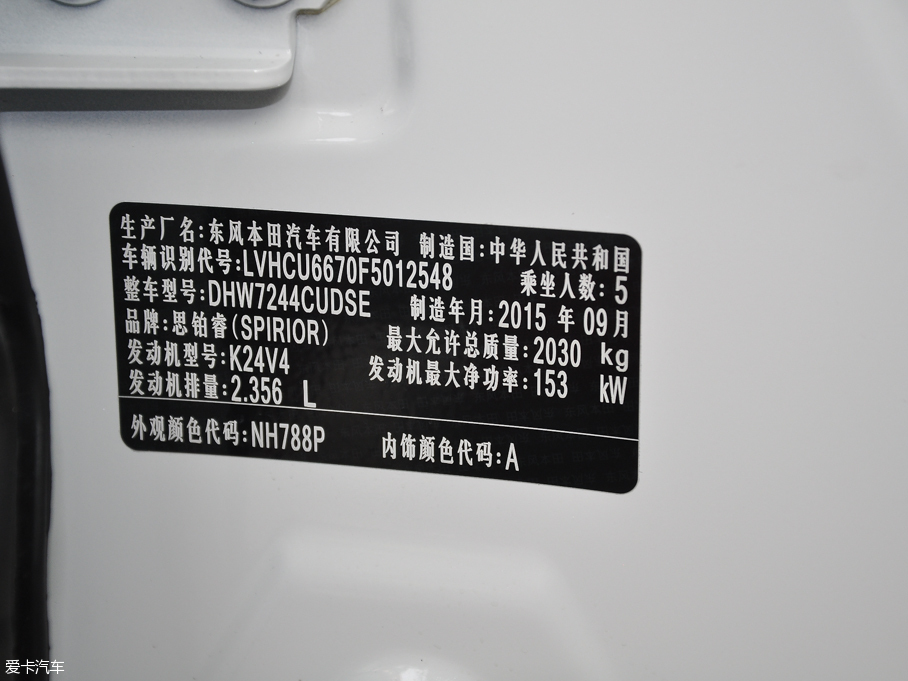 生产厂名:东风本田汽车有限公司 制造国:中华人民共和国
车辆识别代号:LVHCU6670F5012548 乘坐人数:5
整车型号:DHW7244CUDSE 制造年月:2015 年 09月
品牌:思铂睿(SPIRIOR) 最大允许总质量:2030 kg
发动机型号:K24V4 发动机最大净功率:153 kW
发动机排量:2.356 L
外观颜色代码:NH788P 内饰颜色代码:A
爱卡汽车